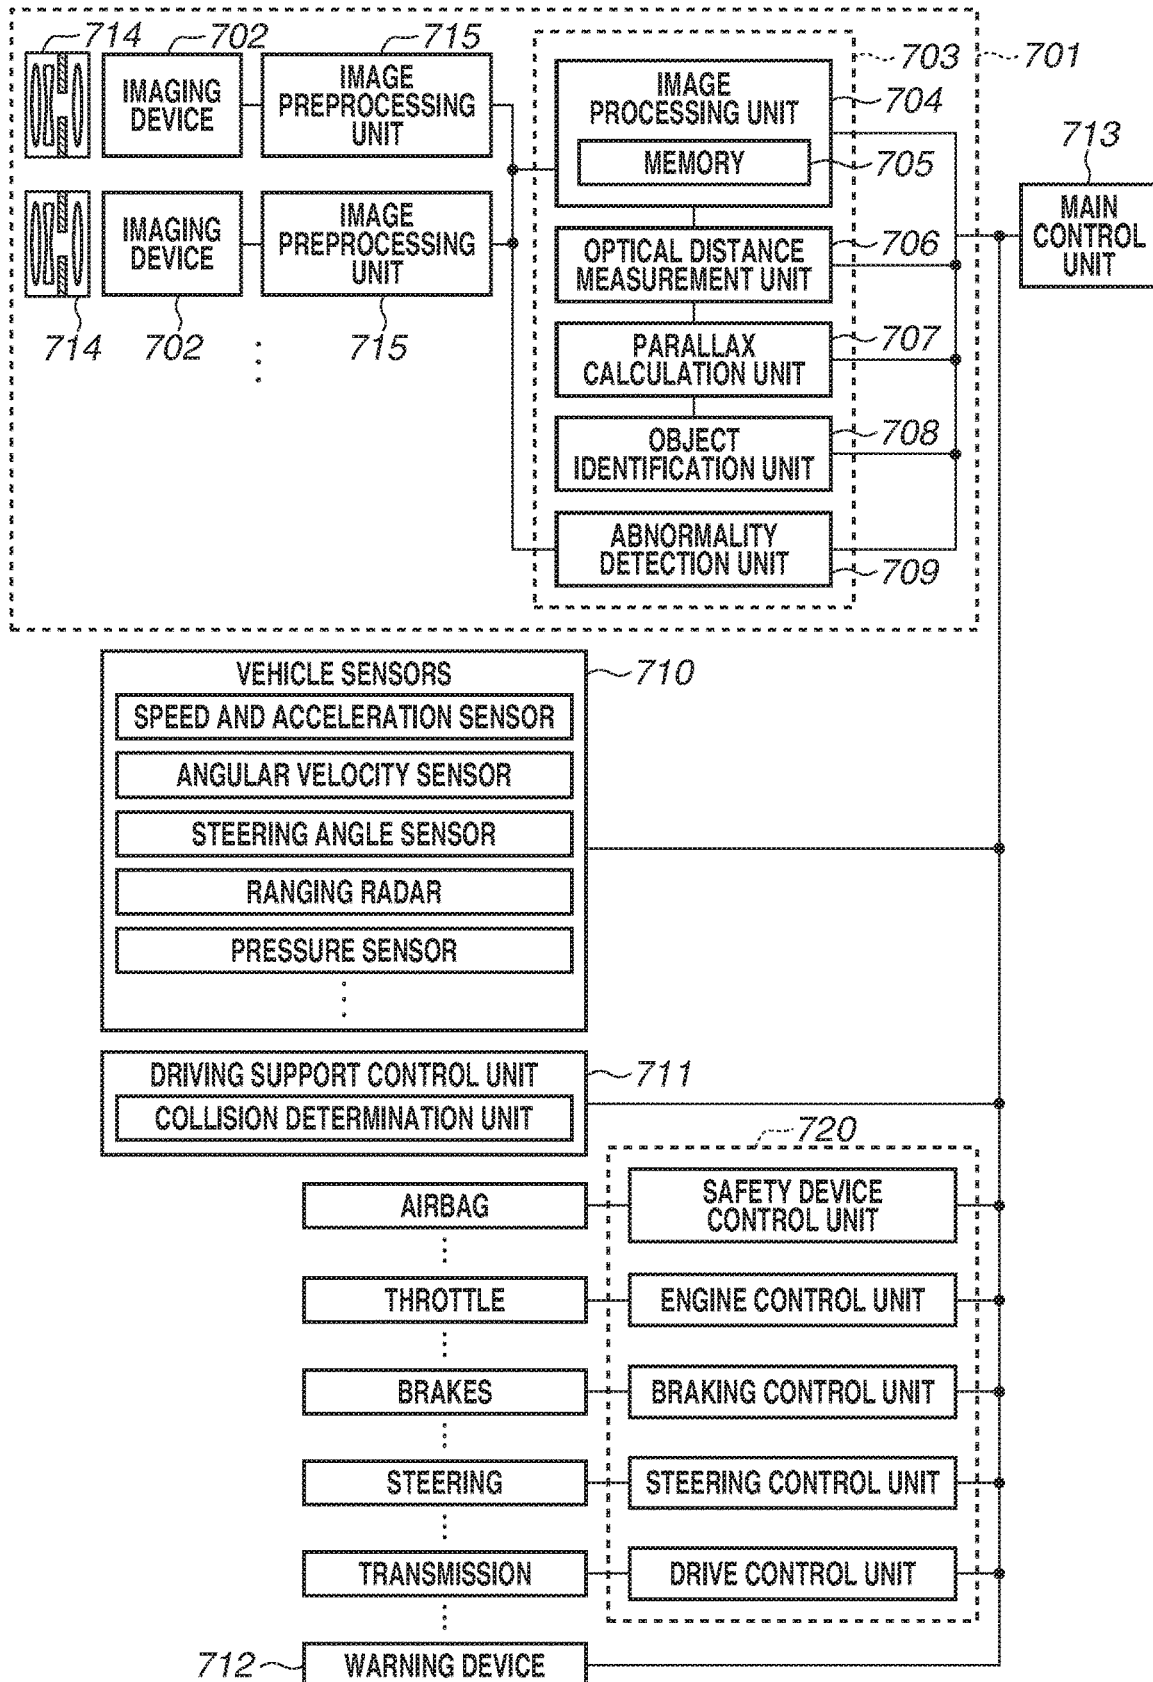 714
702
715
703
701
IMAGING
DEVICE
IMAGE
PREPROCESSING
UNIT
IMAGE
PROCESSING UNIT
704
MEMORY
705
713
MAIN
CONTROL
UNIT
IMAGING
DEVICE
IMAGE
PREPROCESSING
UNIT
714
702
715
OPTICAL DISTANCE
MEASUREMENT UNIT
706
PARALLAX
CALCULATION UNIT
707
OBJECT
IDENTIFICATION UNIT
708
ABNORMALITY
DETECTION UNIT
709
VEHICLE SENSORS
710
SPEED AND ACCELERATION SENSOR
ANGULAR VELOCITY SENSOR
STEERING ANGLE SENSOR
RANGING RADAR
PRESSURE SENSOR
DRIVING SUPPORT CONTROL UNIT
711
COLLISION DETERMINATION UNIT
720
AIRBAG
SAFETY DEVICE
CONTROL UNIT
THROTTLE
ENGINE CONTROL UNIT
BRAKES
BRAKING CONTROL UNIT
STEERING
STEERING CONTROL UNIT
TRANSMISSION
DRIVE CONTROL UNIT
712
WARNING DEVICE